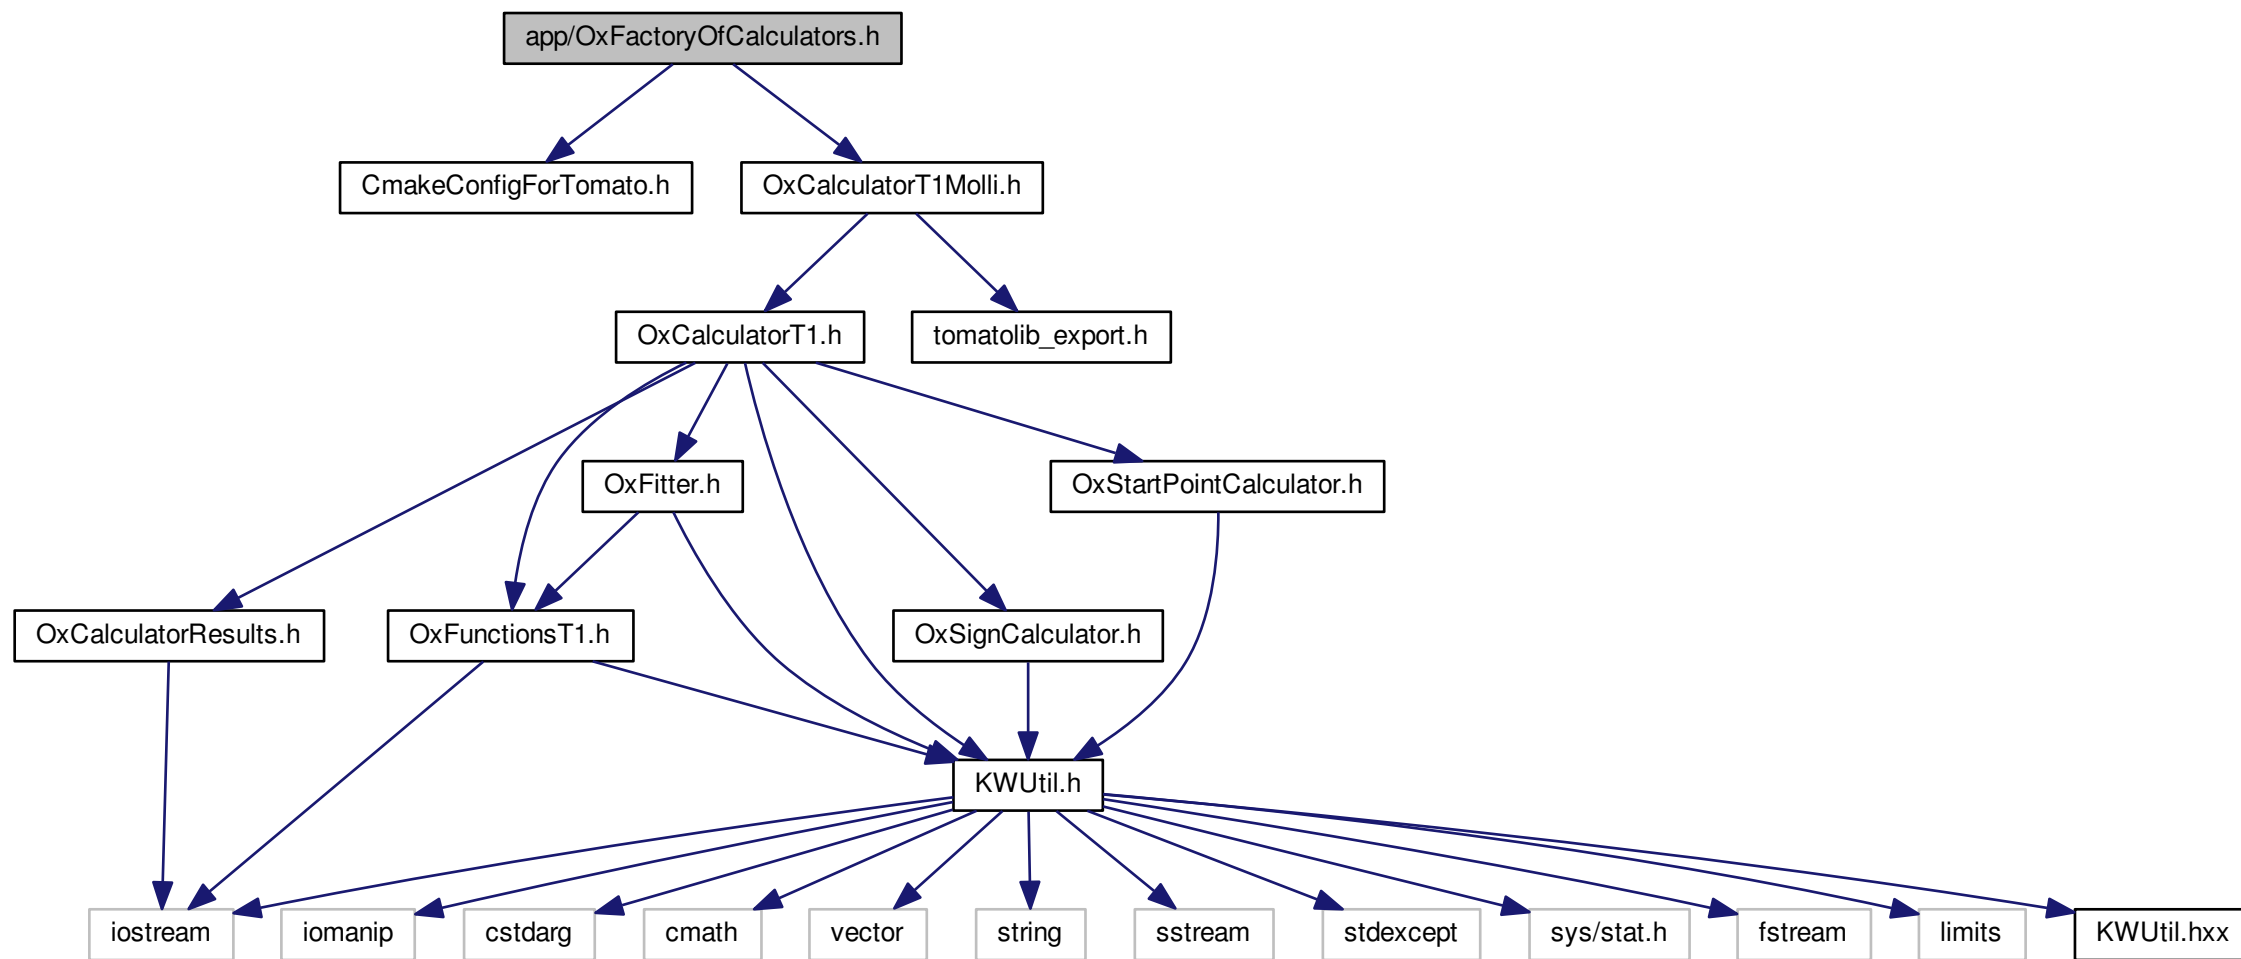 app/OxFactoryOfCalculators.h
CmakeConfigForTomato.h
OxCalculatorT1Molli.h
OxCalculatorT1.h
tomatolib_export.h
OxFitter.h
OxStartPointCalculator.h
OxCalculatorResults.h
OxFunctionsT1.h
OxSignCalculator.h
KWUtil.h
iostream
iomanip
cstdarg
cmath
vector
string
sstream
stdexcept
sys/stat.h
fstream
limits
KWUtil.hxx